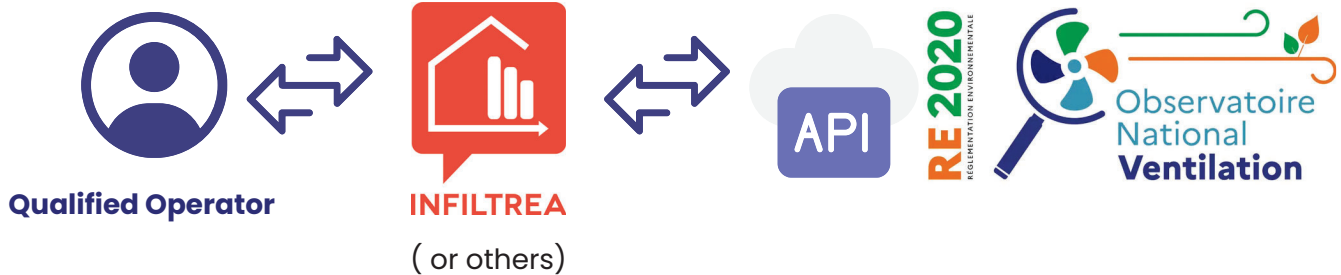 Qualified Operator
INFILTREA
( or others)
API
RE 2020
RÉGLEMENTATION ENVIRONNEMENTALE
Observatoire
National
Ventilation